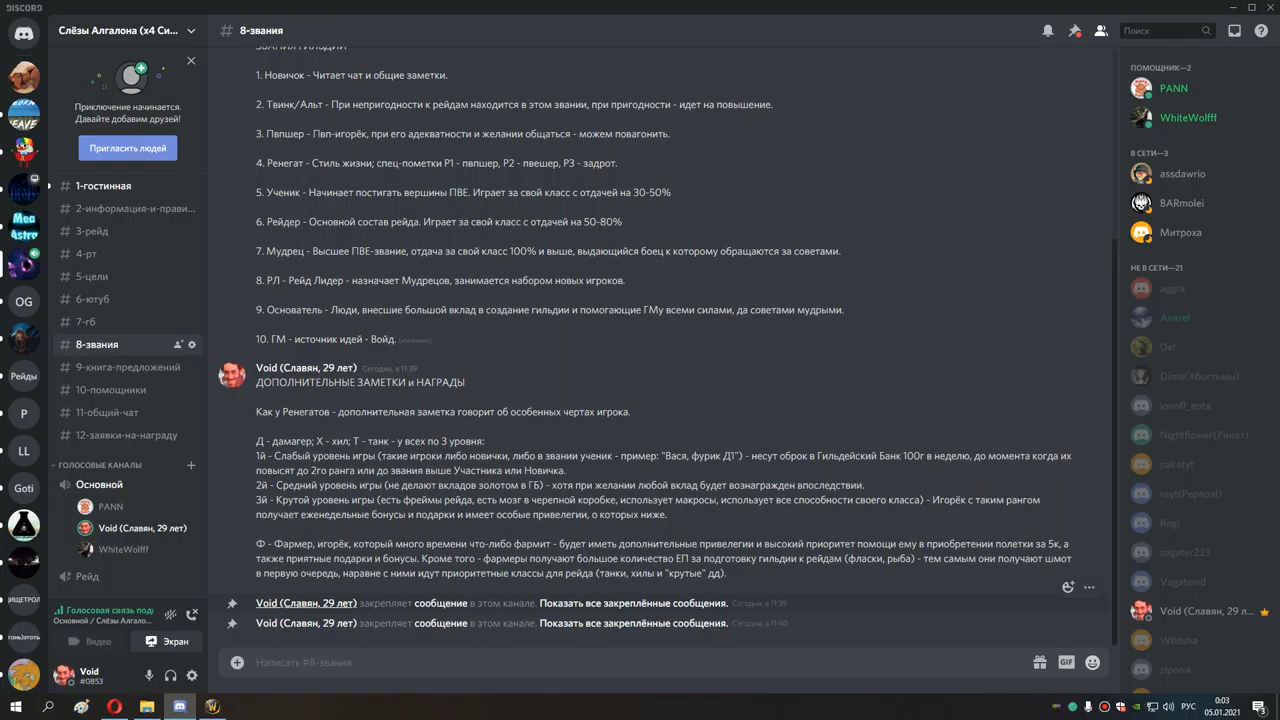 DISCORD
Слёзы Алгалона (x4 Си...
8-звания
Поиск
Приключение начинается.
Давайте добавим друзей!
Пригласить людей
1-гостинная
2-информация-и-прави...
3-рейд
4-рт
5-цели
6-ютуб
7-гб
8-звания
9-книга-предложений
10-помощники
11-общий-чат
12-заявки-на-награду
ГОЛОСОВЫЕ КАНАЛЫ
Основной
PANN
Void (Славян, 29 лет)
WhiteWolfff
Рейд
Голосовая связь подк
Основной / Слёзы Алгало...
Видео
Экран
Void
#0853
Mea
Astro
OG
Рейды
P
LL
Goti
ИЩЕТРОЛ
ЗВАНИЯ ГИЛЬДИИ
1. Новичок - Читает чат и общие заметки.
2. Твинк/Альт - При непригодности к рейдам находится в этом звании, при пригодности - идет на повышение.
3. Пвпшер - Пвп-игорёк, при его адекватности и желании общаться - можем повагонить.
4. Ренегат - Стиль жизни; спец-пометки Р1 - пвпшер, Р2 - пвешер, Р3 - задрот.
5. Ученик - Начинает постигать вершины ПВЕ. Играет за свой класс с отдачей на 30-50%
6. Рейдер - Основной состав рейда. Играет за свой класс с отдачей на 50-80%
7. Мудрец - Высшее ПВЕ-звание, отдача за свой класс 100% и выше, выдающийся боец к которому обращаются за советами.
8. РЛ - Рейд Лидер - назначает Мудрецов, занимается набором новых игроков.
9. Основатель - Люди, внесшие большой вклад в создание гильдии и помогающие ГМу всеми силами, да советами мудрыми.
10. ГМ - источник идей - Войд. (изменено)
Void (Славян, 29 лет) Сегодня, в 11:39
ДОПОЛНИТЕЛЬНЫЕ ЗАМЕТКИ и НАГРАДЫ
Как у Ренегатов - дополнительная заметка говорит об особенных чертах игрока.
Д - дамагер; Х - хил; Т - танк - у всех по 3 уровня:
1й - Слабый уровень игры (такие игроки либо новички, либо в звании ученик - пример: "Вася, фурик Д1") - несут оброк в Гильдейский Банк 100г в неделю, до момента когда их
повысят до 2го ранга или до звания выше Участника или Новичка.
2й - Средний уровень игры (не делают вкладов золотом в ГБ) - хотя при желании любой вклад будет вознагражден впоследствии.
3й - Крутой уровень игры (есть фреймы рейда, есть мозг в черепной коробке, использует макросы, использует все способности своего класса) - Игорёк с таким рангом
получает еженедельные бонусы и подарки и имеет особые привелегии, о которых ниже.
Ф - Фармер, игорёк, который много времени что-либо фармит - будет иметь дополнительные привелегии и высокий приоритет помощи ему в приобретении полетки за 5к, а
также приятные подарки и бонусы. Кроме того - фармеры получают большое количество ЕП за подготовку гильдии к рейдам (фласки, рыба) - тем самым они получают шмот
в первую очередь, наравне с ними идут приоритетные классы для рейда (танки, хилы и "крутые" дд).
Void (Славян, 29 лет) закрепляет сообщение в этом канале. Показать все закреплённые сообщения. Сегодня, в 11:39
Void (Славян, 29 лет) закрепляет сообщение в этом канале. Показать все закреплённые сообщения. Сегодня, в 11:40
Написать #8-звания
GIF
ПОМОЩНИК—2
PANN
WhiteWolfff
В СЕТИ—3
assdawrio
BARmolei
Митроха
НЕ В СЕТИ—21
aggra
Anarel
Del
Dima(Хбогтымы)
Ionoff_epta
Nightflower(Ринат)
pakatyt
reyt(Pepapal)
Rogi
sagater223
Vagabond
Void (Славян, 29 л...
Wildsha
ziponik
РУС
0:03
05.01.2021